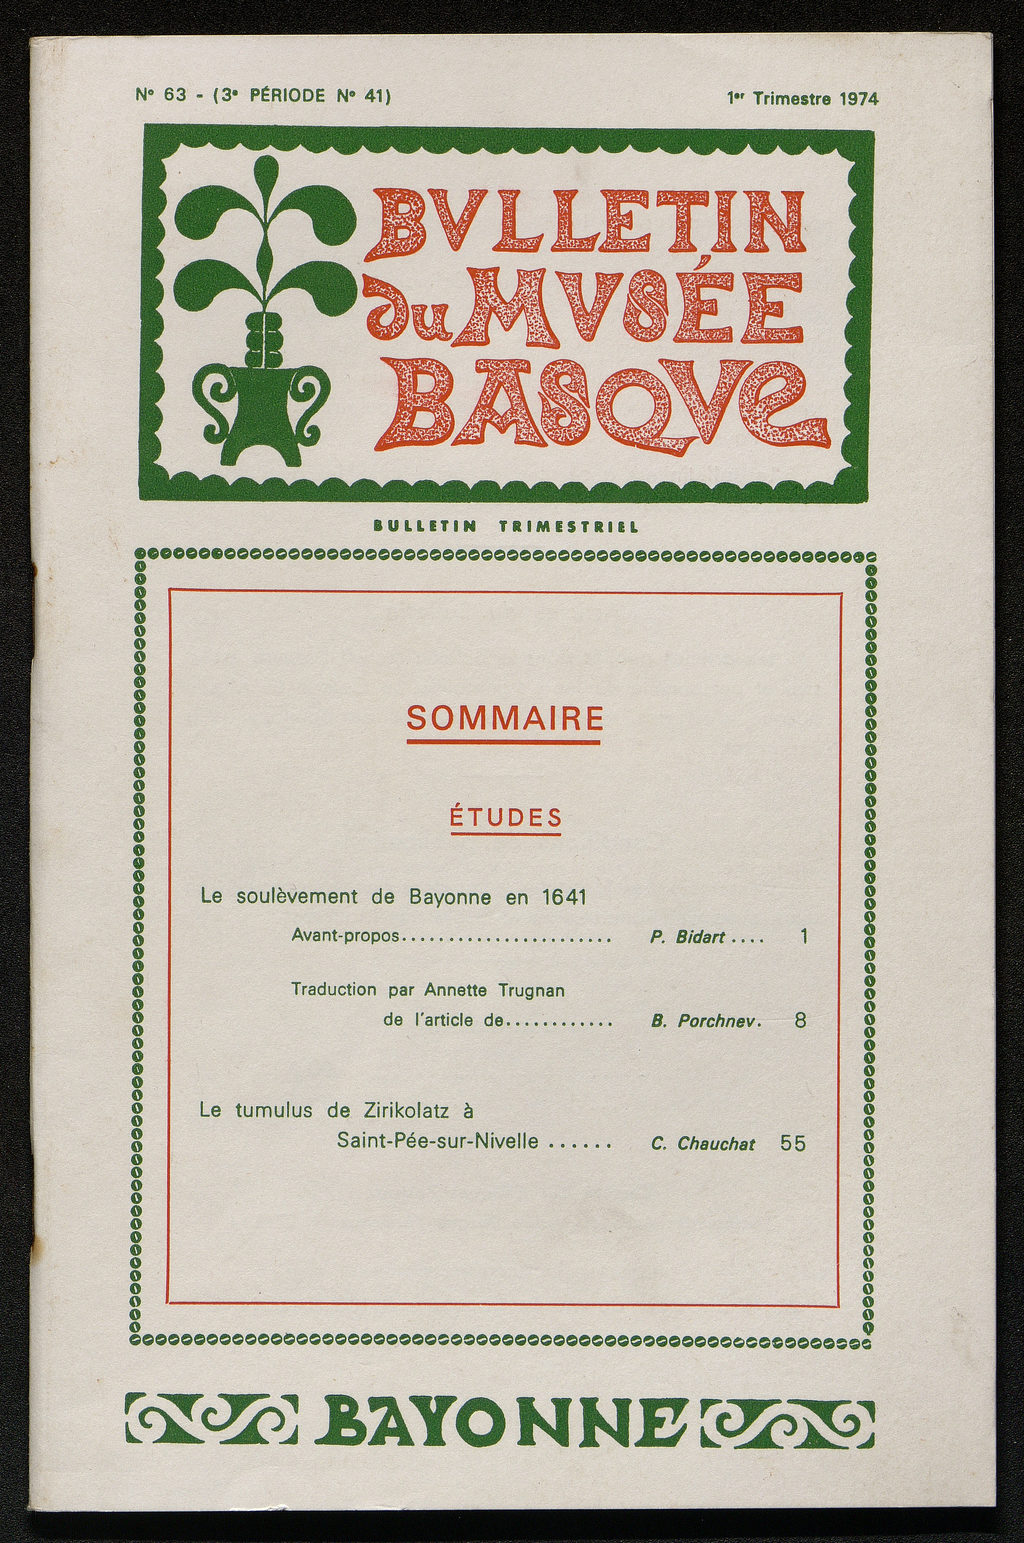 N° 63 - (3e PÉRIODE N° 41)
1er Trimestre 1974
BVLLETIN
du MVSÉE
BASQVE
BULLETIN TRIMESTRIEL
SOMMAIRE
ÉTUDES
Le soulèvement de Bayonne en 1641
Avant-propos....................... P. Bidart .... 1
Traduction par Annette Trugnan
de l'article de............ B. Porchnev. 8
Le tumulus de Zirikolatz à
Saint-Pée-sur-Nivelle ...... C. Chauchat 55
BAYONNE